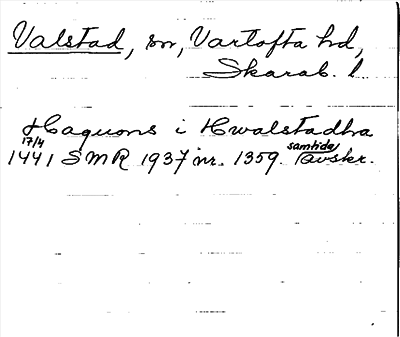 Valstad, sn, Vartofta hd,
Skarab. l
Haquons i Hwalstadha
17/4
1441 SMR 1937 nr. 1359. samtida avskr.